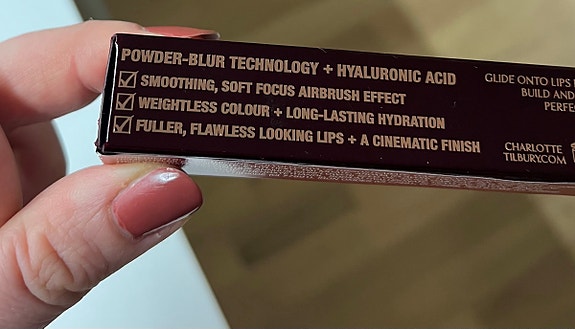 POWDER-BLUR TECHNOLOGY + HYALURONIC ACID
SMOOTHING, SOFT FOCUS AIRBRUSH EFFECT
WEIGHTLESS COLOUR + LONG-LASTING HYDRATION
FULLER, FLAWLESS LOOKING LIPS + A CINEMATIC FINISH
GLIDE ONTO LIPS
BUILD AND
CHARLOTTE
TILBURY.COM